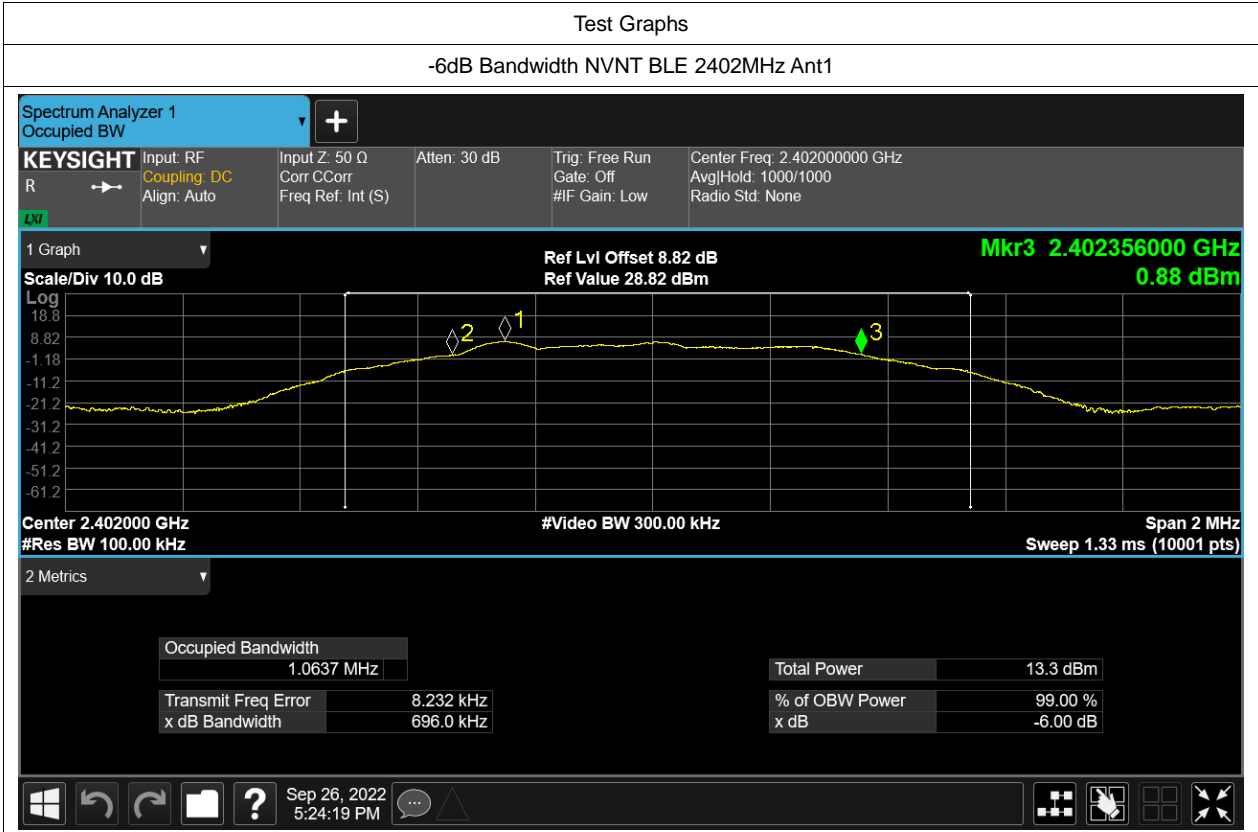 Test Graphs
-6dB Bandwidth NVNT BLE 2402MHz Ant1
Spectrum Analyzer 1
Occupied BW
KEYSIGHT Input: RF Input Z: 50 Ω Atten: 30 dB Trig: Free Run Center Freq: 2.402000000 GHz
R Coupling: DC Corr CCorr Gate: Off Avg|Hold: 1000/1000
Align: Auto Freq Ref: Int (S) #IF Gain: Low Radio Std: None
LXI
1 Graph Ref Lvl Offset 8.82 dB Mkr3 2.402356000 GHz
Scale/Div 10.0 dB Ref Value 28.82 dBm 0.88 dBm
Log
18.8
8.82
-1.18
-11.2
-21.2
-31.2
-41.2
-51.2
-61.2
2 1 3
Center 2.402000 GHz #Video BW 300.00 kHz Span 2 MHz
#Res BW 100.00 kHz Sweep 1.33 ms (10001 pts)
2 Metrics
Occupied Bandwidth
1.0637 MHz Total Power 13.3 dBm
Transmit Freq Error 8.232 kHz % of OBW Power 99.00 %
x dB Bandwidth 696.0 kHz x dB -6.00 dB
? Sep 26, 2022
5:24:19 PM